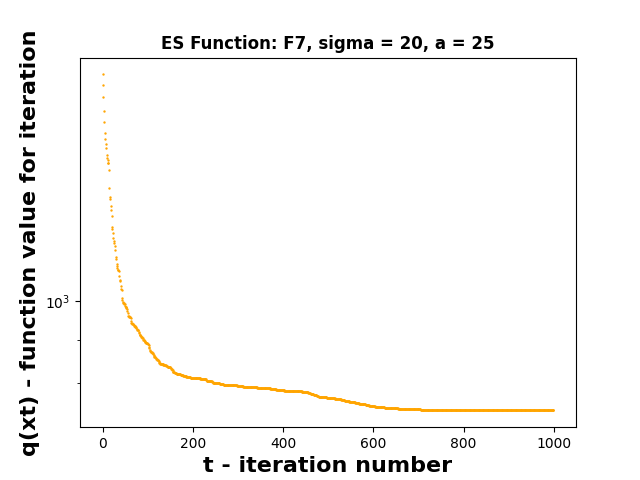 ES Function: F7, sigma = 20, a = 25
q(xt) - function value for iteration
10³
0 200 400 600 800 1000
t - iteration number